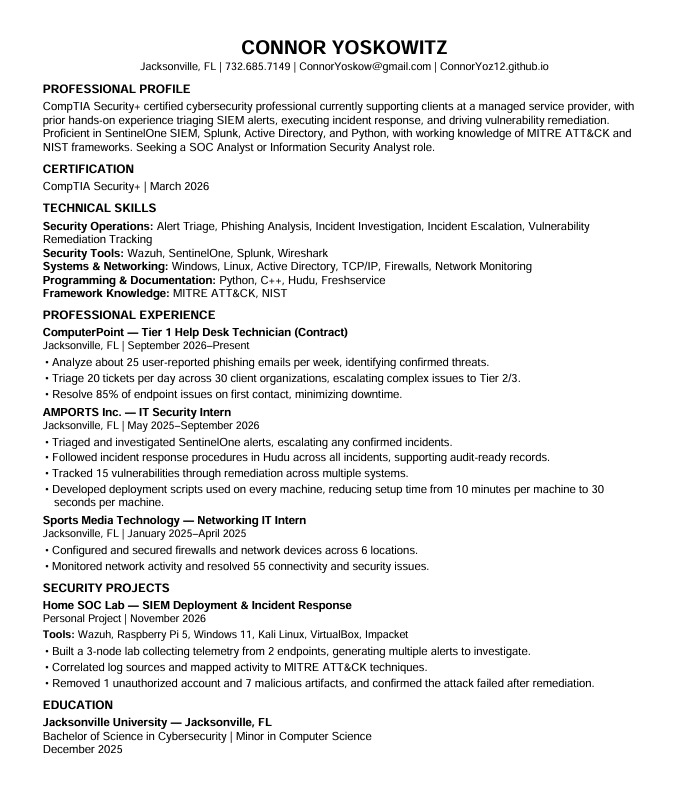 CONNOR YOSKOWITZ
Jacksonville, FL | 732.685.7149 | ConnorYoskow@gmail.com | ConnorYoz12.github.io
PROFESSIONAL PROFILE
CompTIA Security+ certified cybersecurity professional currently supporting clients at a managed service provider, with
prior hands-on experience triaging SIEM alerts, executing incident response, and driving vulnerability remediation.
Proficient in SentinelOne SIEM, Splunk, Active Directory, and Python, with working knowledge of MITRE ATT&CK and
NIST frameworks. Seeking a SOC Analyst or Information Security Analyst role.
CERTIFICATION
CompTIA Security+ | March 2026
TECHNICAL SKILLS
Security Operations: Alert Triage, Phishing Analysis, Incident Investigation, Incident Escalation, Vulnerability
Remediation Tracking
Security Tools: Wazuh, SentinelOne, Splunk, Wireshark
Systems & Networking: Windows, Linux, Active Directory, TCP/IP, Firewalls, Network Monitoring
Programming & Documentation: Python, C++, Hudu, Freshservice
Framework Knowledge: MITRE ATT&CK, NIST
PROFESSIONAL EXPERIENCE
ComputerPoint — Tier 1 Help Desk Technician (Contract)
Jacksonville, FL | September 2026–Present
• Analyze about 25 user-reported phishing emails per week, identifying confirmed threats.
• Triage 20 tickets per day across 30 client organizations, escalating complex issues to Tier 2/3.
• Resolve 85% of endpoint issues on first contact, minimizing downtime.
AMPORTS Inc. — IT Security Intern
Jacksonville, FL | May 2025–September 2026
• Triaged and investigated SentinelOne alerts, escalating any confirmed incidents.
• Followed incident response procedures in Hudu across all incidents, supporting audit-ready records.
• Tracked 15 vulnerabilities through remediation across multiple systems.
• Developed deployment scripts used on every machine, reducing setup time from 10 minutes per machine to 30
seconds per machine.
Sports Media Technology — Networking IT Intern
Jacksonville, FL | January 2025–April 2025
• Configured and secured firewalls and network devices across 6 locations.
• Monitored network activity and resolved 55 connectivity and security issues.
SECURITY PROJECTS
Home SOC Lab — SIEM Deployment & Incident Response
Personal Project | November 2026
Tools: Wazuh, Raspberry Pi 5, Windows 11, Kali Linux, VirtualBox, Impacket
• Built a 3-node lab collecting telemetry from 2 endpoints, generating multiple alerts to investigate.
• Correlated log sources and mapped activity to MITRE ATT&CK techniques.
• Removed 1 unauthorized account and 7 malicious artifacts, and confirmed the attack failed after remediation.
EDUCATION
Jacksonville University — Jacksonville, FL
Bachelor of Science in Cybersecurity | Minor in Computer Science
December 2025